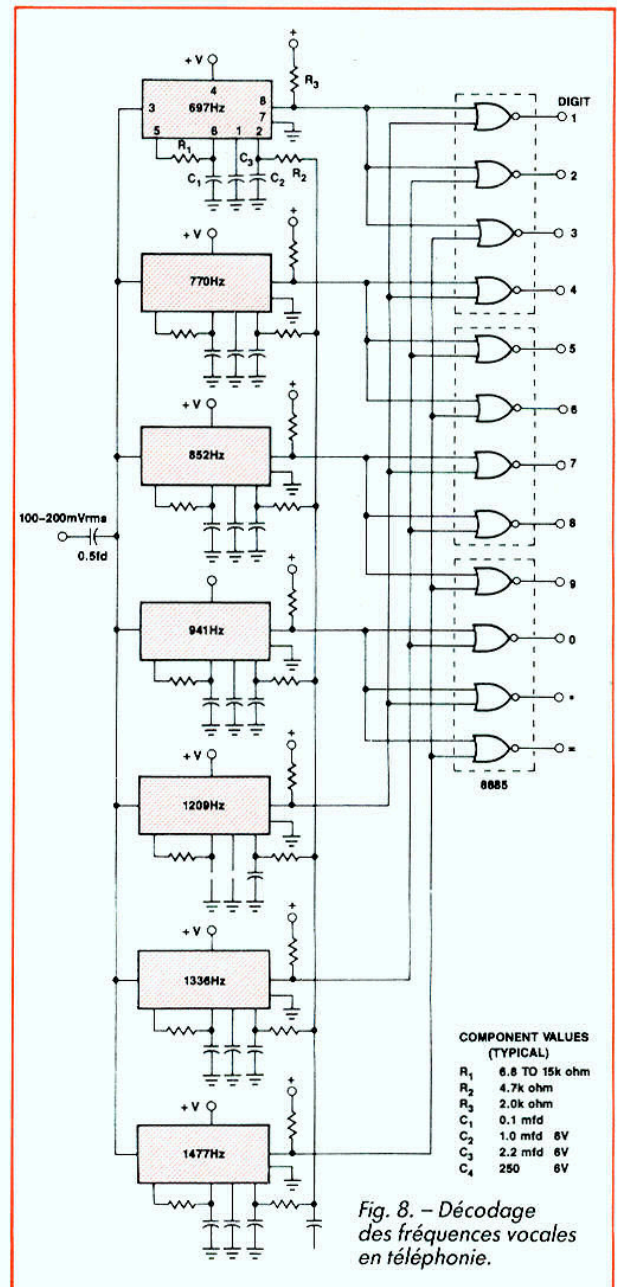 +
+ V
R3
4
3 697Hz 8
7
5 6 1 2
R1
C1 C3 C2 R2
DIGIT
1
2
3
4
+ V
+
770Hz
5
6
7
8
+ V
+
852Hz
100–200mVrms
0.5fd
9
0
*
=
6685
+
941Hz
+ V
+
1209Hz
+ V
+
1336Hz
+ V
+
1477Hz
COMPONENT VALUES
(TYPICAL)
R1 6.8 TO 15k ohm
R2 4.7k ohm
R3 2.0k ohm
C1 0.1 mfd
C2 1.0 mfd 6V
C3 2.2 mfd 6V
C4 250 6V
Fig. 8. – Décodage
des fréquences vocales
en téléphonie.